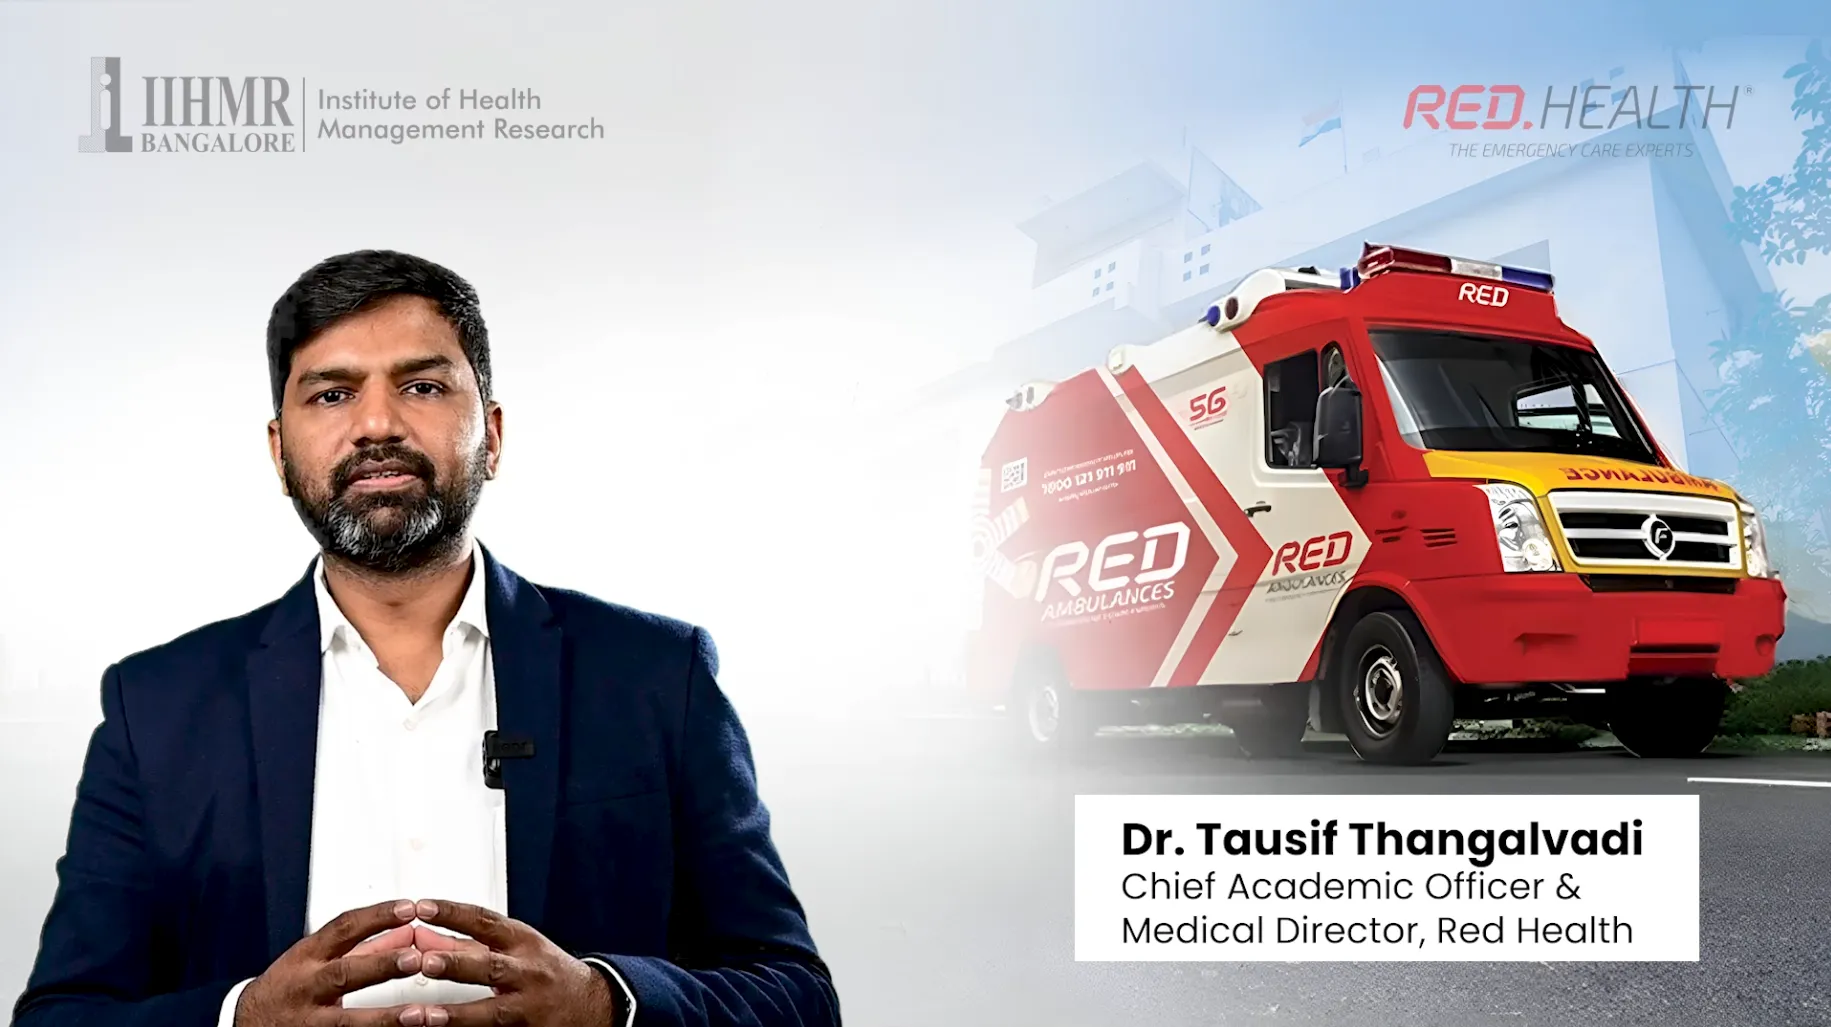 IIHMR
BANGALORE
Institute of Health
Management Research
RED.HEALTH®
THE EMERGENCY CARE EXPERTS
RED
5G
RED
AMBULANCES
RED
AMBULANCES
AMBULANCE
Dr. Tausif Thangalvadi
Chief Academic Officer &
Medical Director, Red Health